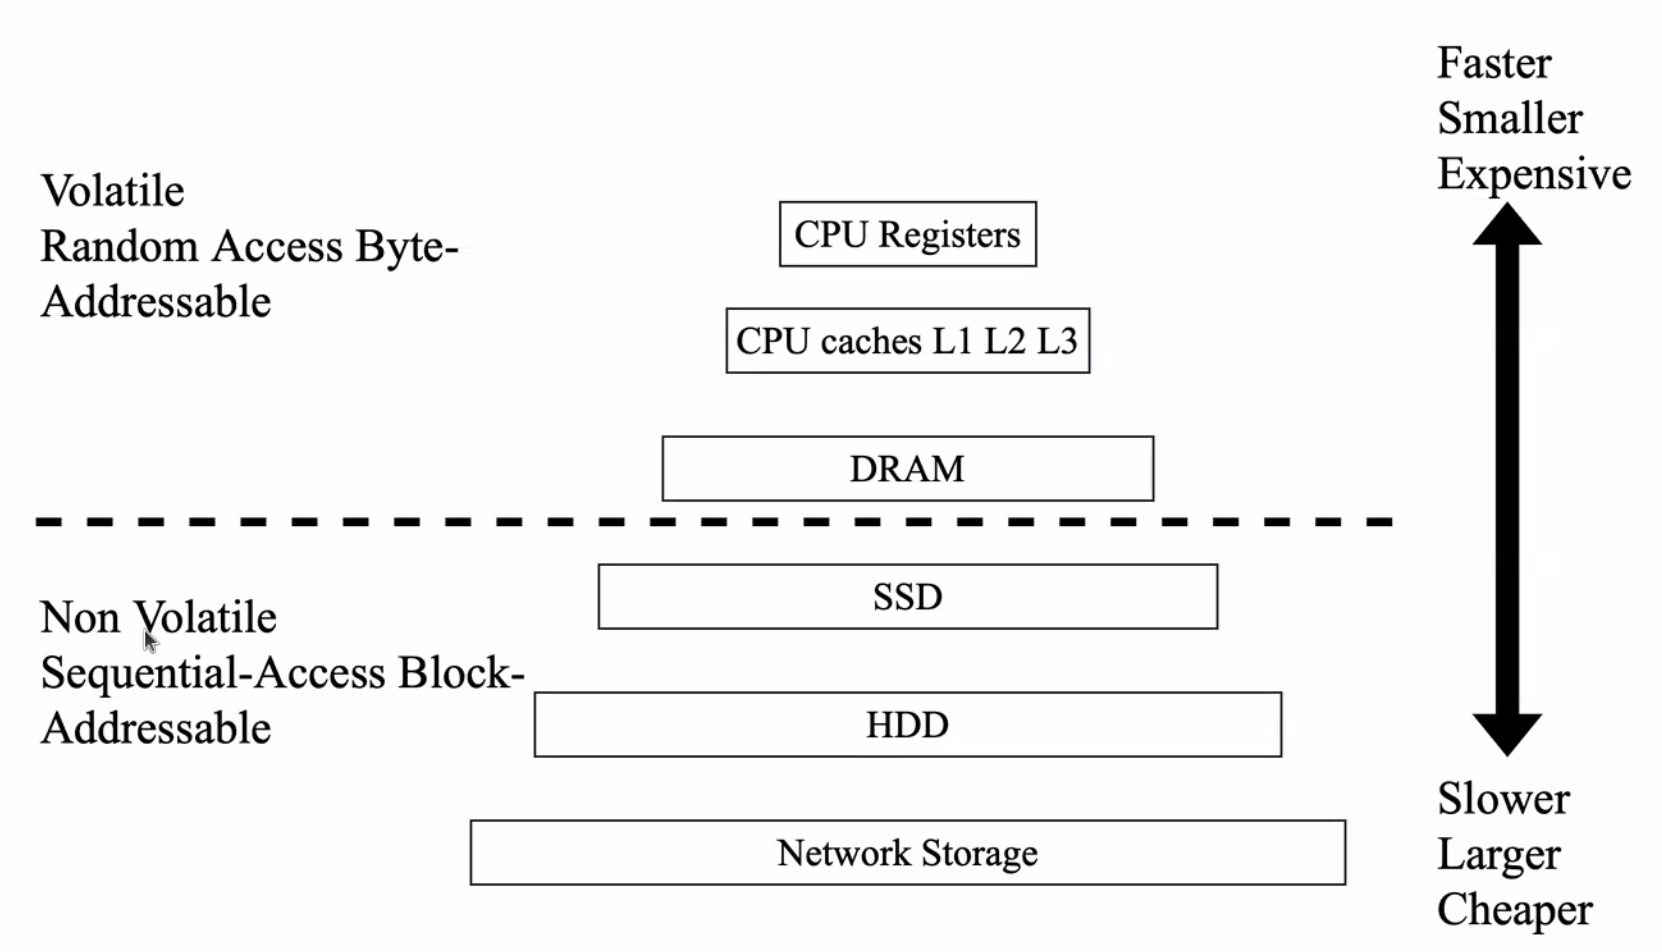 Faster
Smaller
Expensive
Volatile
Random Access Byte-
Addressable
CPU Registers
CPU caches L1 L2 L3
DRAM
SSD
Non Volatile
Sequential-Access Block-
Addressable
HDD
Network Storage
Slower
Larger
Cheaper